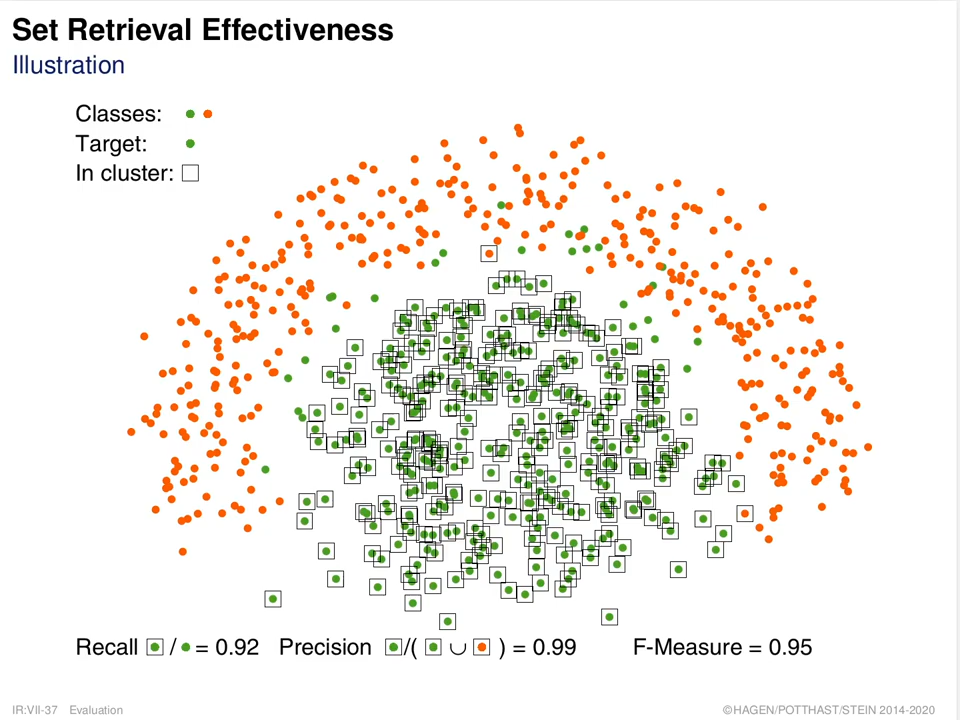 Set Retrieval Effectiveness
Illustration
Classes:
Target:
In cluster:
Recall / = 0.92 Precision /( ∪ ) = 0.99 F-Measure = 0.95
IR:VII-37 Evaluation ©HAGEN/POTTHAST/STEIN 2014-2020